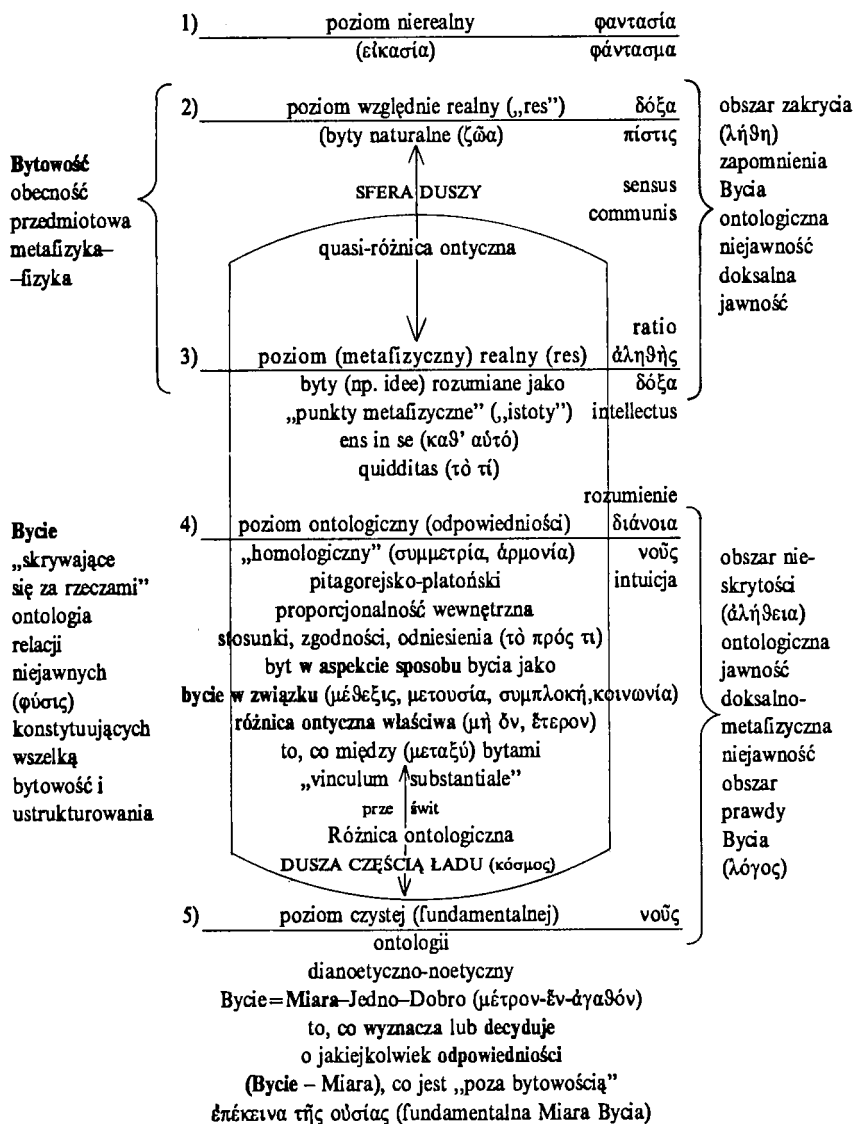 1) poziom nierealny φαντασία
(εἰκασία) φάντασμα
2) poziom względnie realny („res”) δόξα
(byty naturalne (ζῶα) πίστις
SFERA DUSZY sensus
communis
quasi-różnica ontyczna
Bytowość
obecność
przedmiotowa
metafizyka–
–fizyka
obszar zakrycia
(λήθη)
zapomnienia
Bycia
ontologiczna
niejawność
doksalna
jawność
ratio
3) poziom (metafizyczny) realny (res) ἀληθὴς
byty (np. idee) rozumiane jako δόξα
„punkty metafizyczne” („istoty”) intellectus
ens in se (καθ’ αὑτό)
quidditas (τὸ τί)
rozumienie
4) poziom ontologiczny (odpowiedniości) διάνοια
„homologiczny” (συμμετρία, ἁρμονία) νοῦς
pitagorejsko-platoński intuicja
proporcjonalność wewnętrzna
stosunki, zgodności, odniesienia (τὸ πρός τι)
byt w aspekcie sposobu bycia jako
bycie w związku (μέθεξις, μετουσία, συμπλοκή,κοινωνία)
różnica ontyczna właściwa (μὴ ὄν, ἕτερον)
to, co między (μεταξύ) bytami
„vinculum substantiale”
prze świt
Różnica ontologiczna
DUSZA CZĘŚCIĄ ŁADU (κόσμος)
Bycie
„skrywające
się za rzeczami”
ontologia
relacji
niejawnych
(φύσις)
konstytuujących
wszelką
bytowość i
ustrukturowania
obszar nie-
skrytości
(ἀλήθεια)
ontologiczna
jawność
doksalno-
metafizyczna
niejawność
obszar
prawdy
Bycia
(λόγος)
5) poziom czystej (fundamentalnej) νοῦς
ontologii
dianoetyczno-noetyczny
Bycie=Miara–Jedno–Dobro (μέτρον-ἕν-ἀγαθόν)
to, co wyznacza lub decyduje
o jakiejkolwiek odpowiedniości
(Bycie – Miara), co jest „poza bytowością”
ἐπέκεινα τῆς οὐσίας (fundamentalna Miara Bycia)